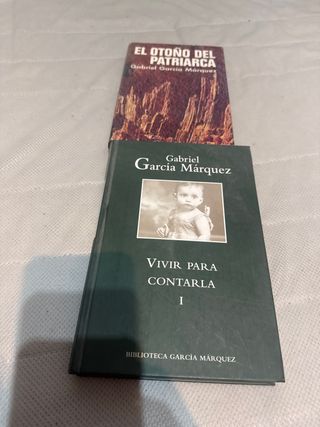 EL OTOÑO DEL
PATRIARCA
Gabriel García Márquez
Gabriel
García Márquez
VIVIR PARA
CONTARLA
I
BIBLIOTECA GARCÍA MÁRQUEZ